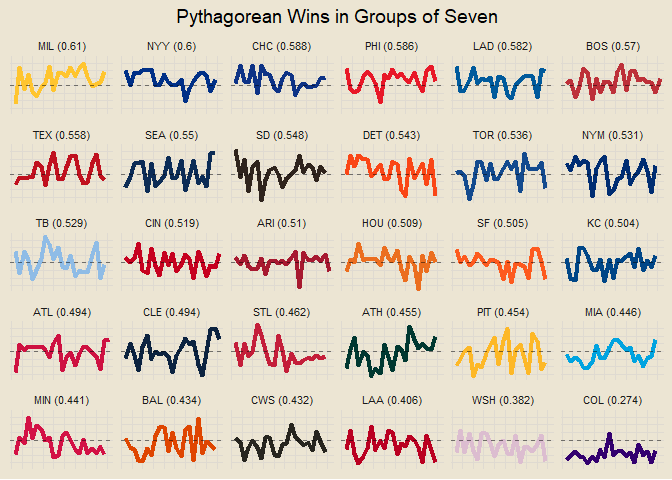 Pythagorean Wins in Groups of Seven
MIL (0.61) NYY (0.6) CHC (0.588) PHI (0.586) LAD (0.582) BOS (0.57)
TEX (0.558) SEA (0.55) SD (0.548) DET (0.543) TOR (0.536) NYM (0.531)
TB (0.529) CIN (0.519) ARI (0.51) HOU (0.509) SF (0.505) KC (0.504)
ATL (0.494) CLE (0.494) STL (0.462) ATH (0.455) PIT (0.454) MIA (0.446)
MIN (0.441) BAL (0.434) CWS (0.432) LAA (0.406) WSH (0.382) COL (0.274)